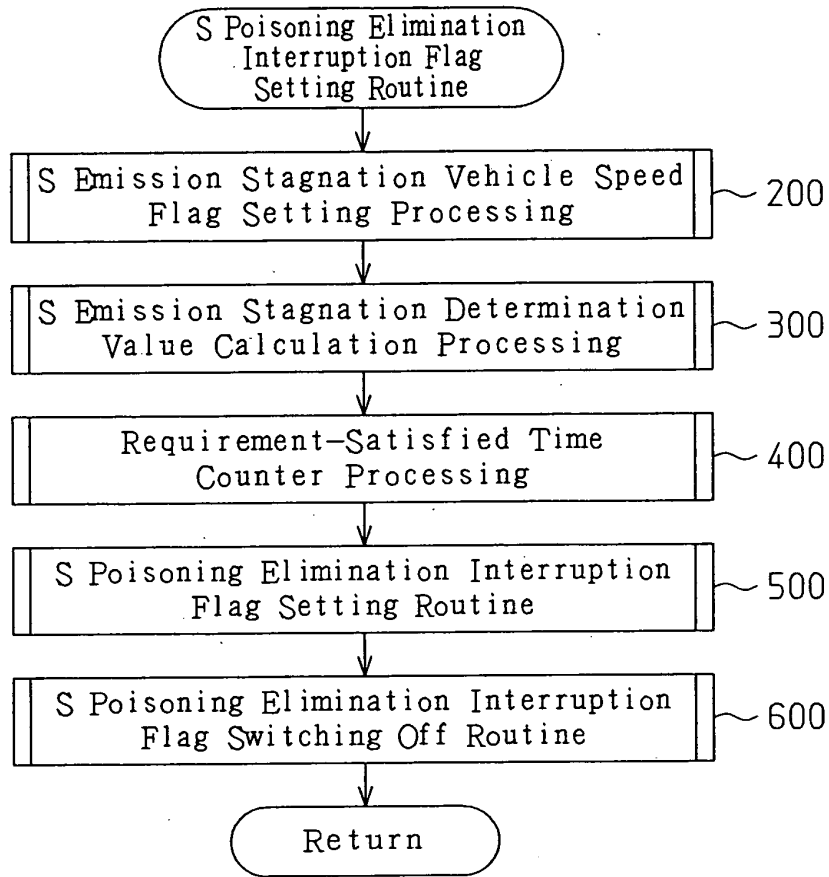 S Poisoning Elimination
Interruption Flag
Setting Routine
S Emission Stagnation Vehicle Speed
Flag Setting Processing
200
S Emission Stagnation Determination
Value Calculation Processing
300
Requirement-Satisfied Time
Counter Processing
400
S Poisoning Elimination Interruption
Flag Setting Routine
500
S Poisoning Elimination Interruption
Flag Switching Off Routine
600
Return